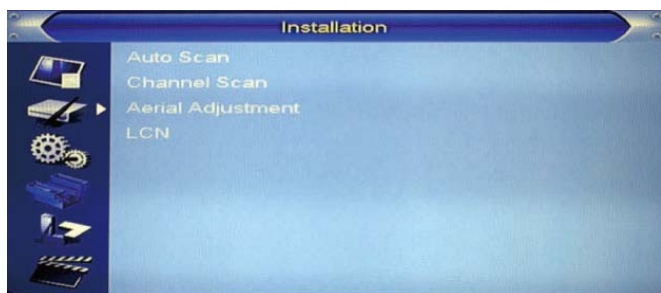 Installation
Auto Scan
Channel Scan
Aerial Adjustment
LCN